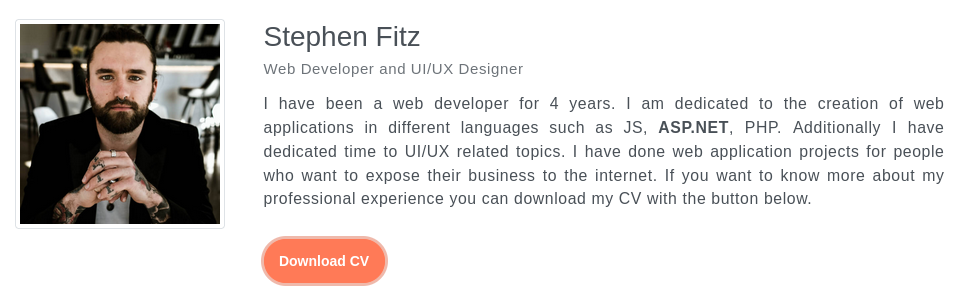 Stephen Fitz
Web Developer and UI/UX Designer
I have been a web developer for 4 years. I am dedicated to the creation of web
applications in different languages such as JS, ASP.NET, PHP. Additionally I have
dedicated time to UI/UX related topics. I have done web application projects for people
who want to expose their business to the internet. If you want to know more about my
professional experience you can download my CV with the button below.
Download CV